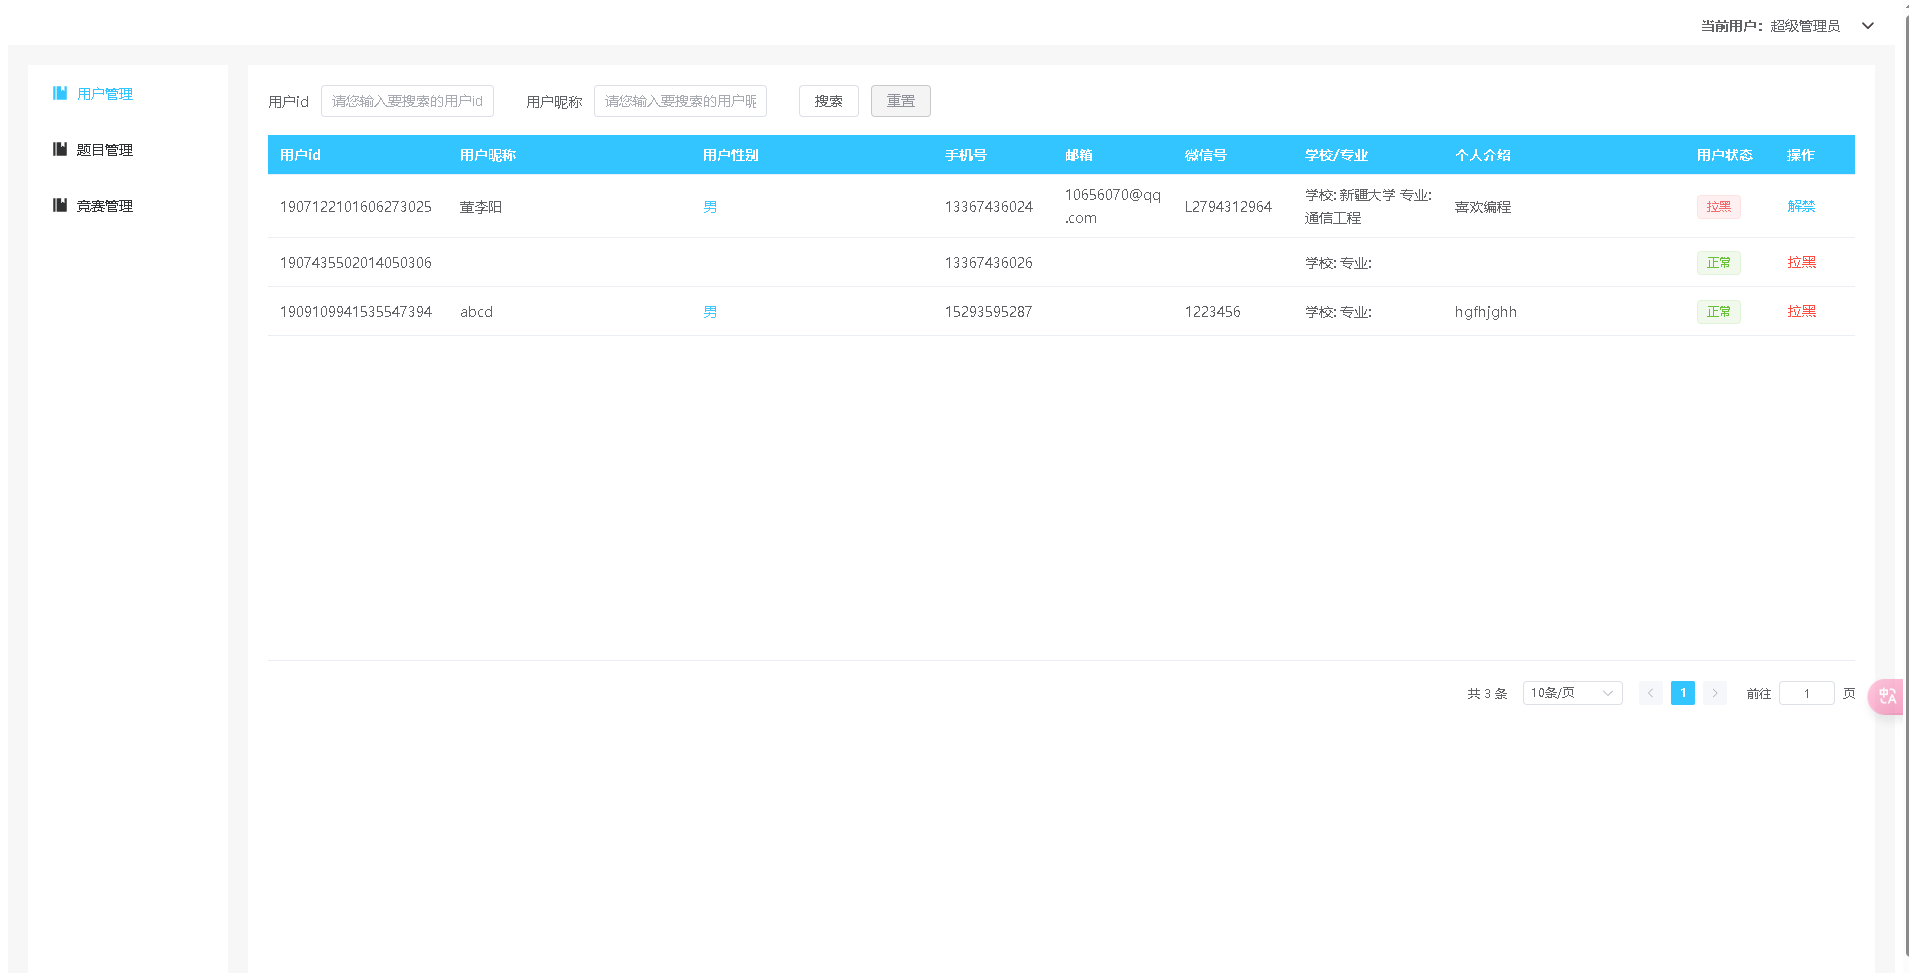 当前用户：超级管理员
用户管理
题目管理
竞赛管理
用户id 请您输入要搜索的用户id 用户昵称 请您输入要搜索的用户昵 搜索 重置
用户id 用户昵称 用户性别 手机号 邮箱 微信号 学校/专业 个人介绍 用户状态 操作
1907122101606273025 董李阳 男 13367436024 10656070@qq.com L2794312964 学校: 新疆大学 专业: 通信工程 喜欢编程 拉黑 解禁
1907435502014050306 13367436026 学校: 专业: 正常 拉黑
1909109941535547394 abcd 男 15293595287 1223456 学校: 专业: hgfhjghh 正常 拉黑
共 3 条 10条/页 1 前往 1 页